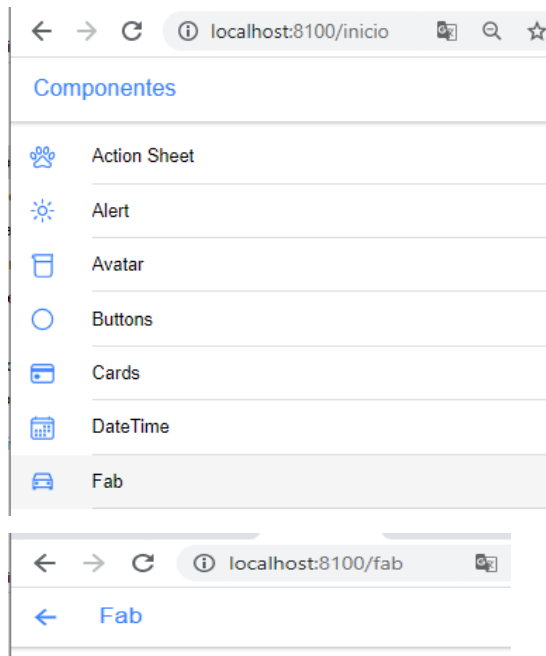 localhost:8100/inicio
Componentes
Action Sheet
Alert
Avatar
Buttons
Cards
DateTime
Fab
localhost:8100/fab
Fab